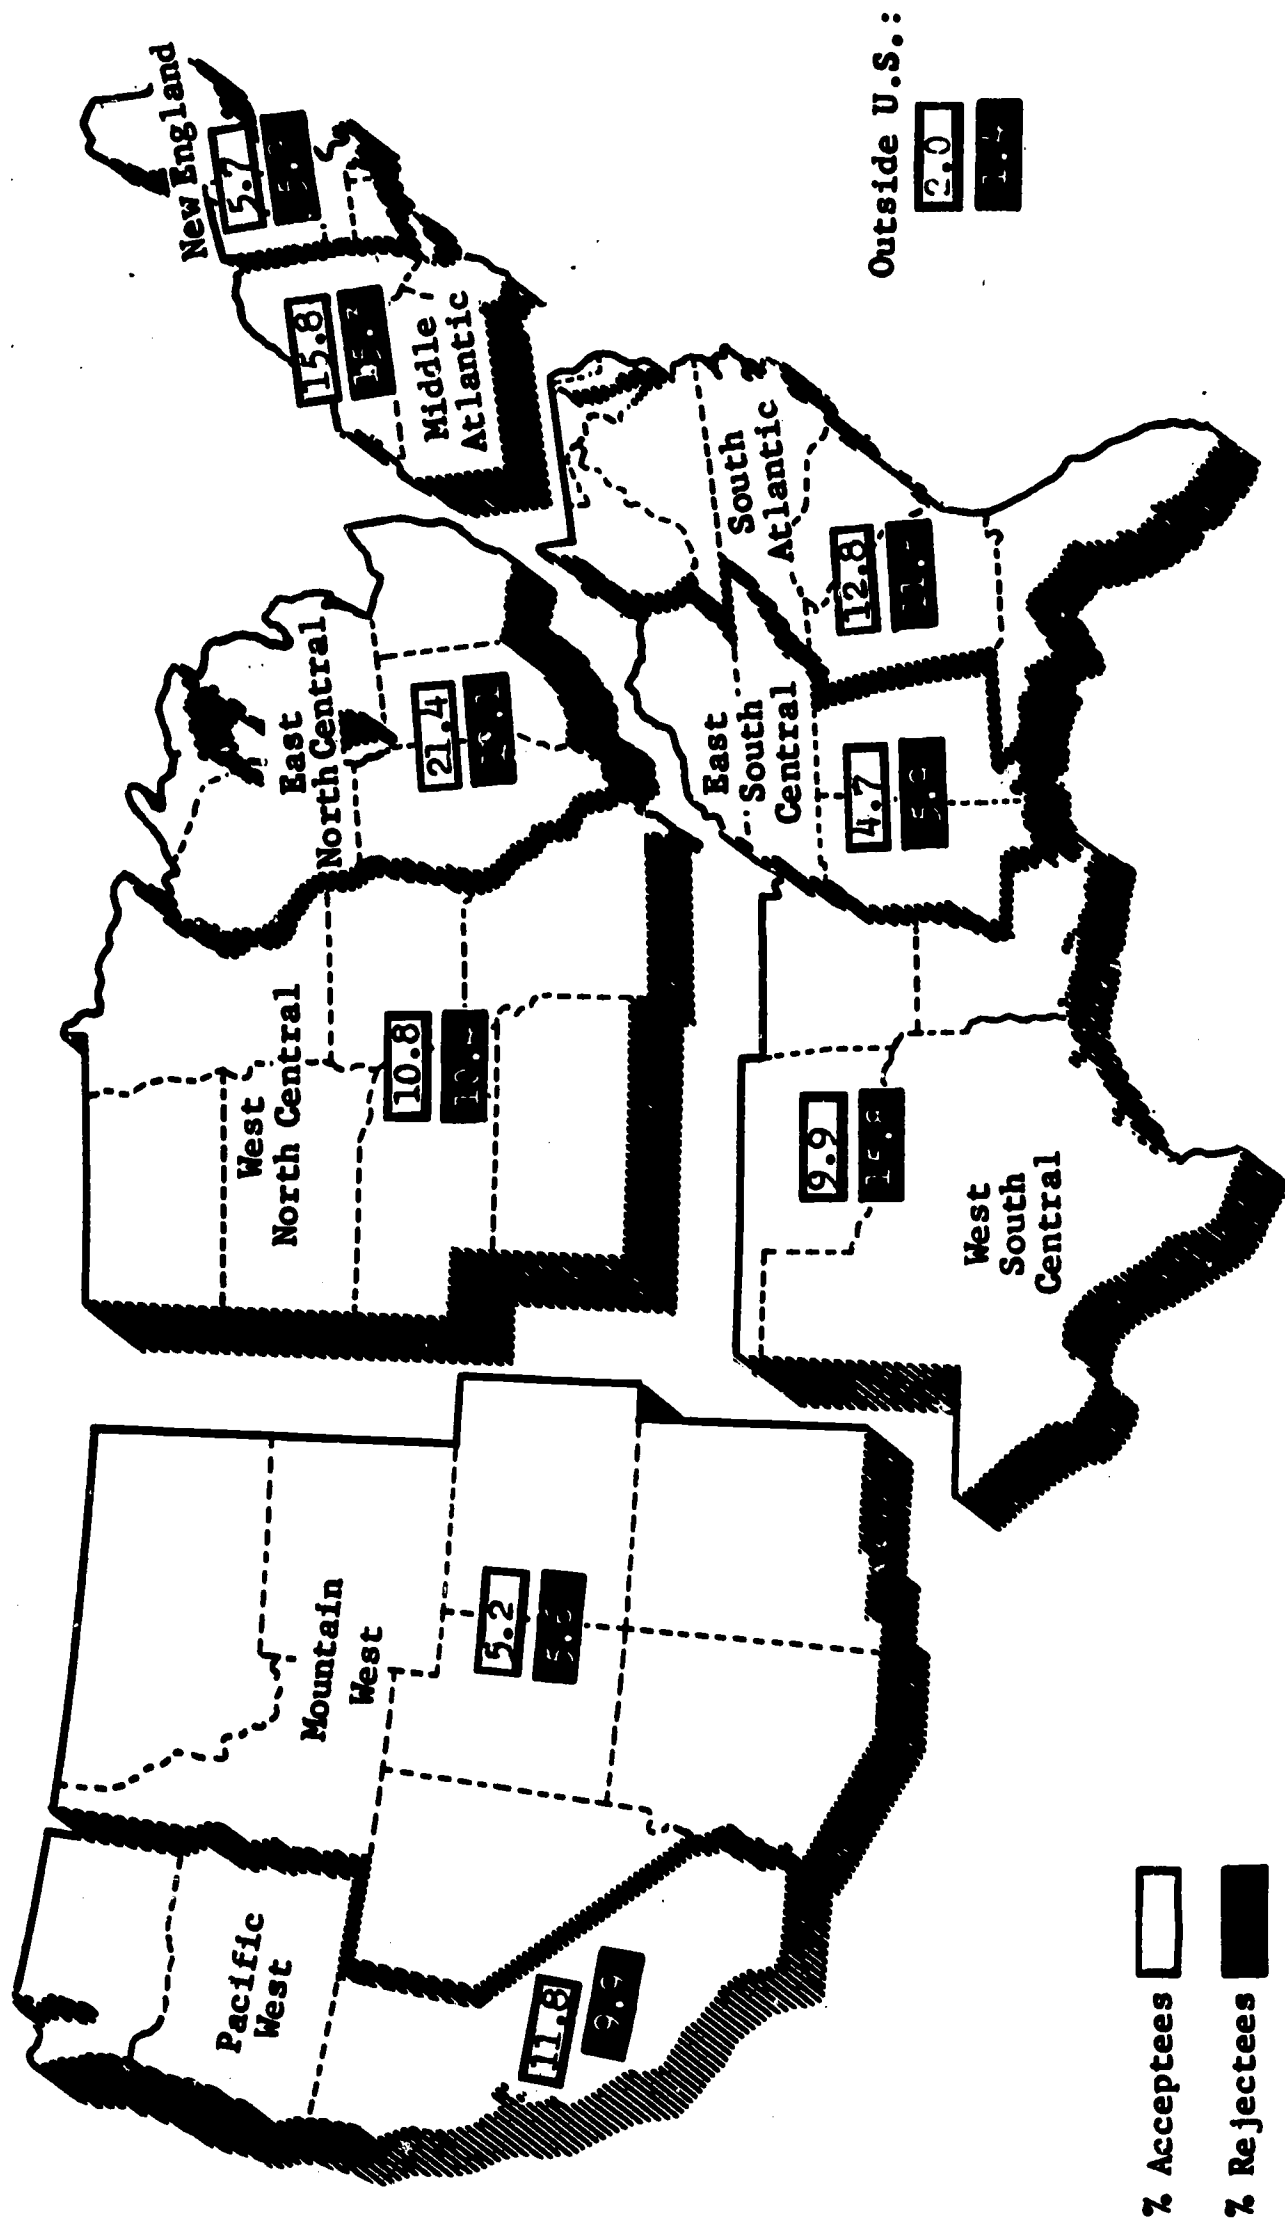 New England
5.7
15.8
Middle
Atlantic
Outside U.S.:
2.0
East
North Central
21.4
South
Atlantic
12.8
East
South
Central
4.7
West
North Central
10.8
9.9
West
South
Central
Mountain
West
5.2
Pacific
West
11.8
9.9
% Acceptees
% Rejectees